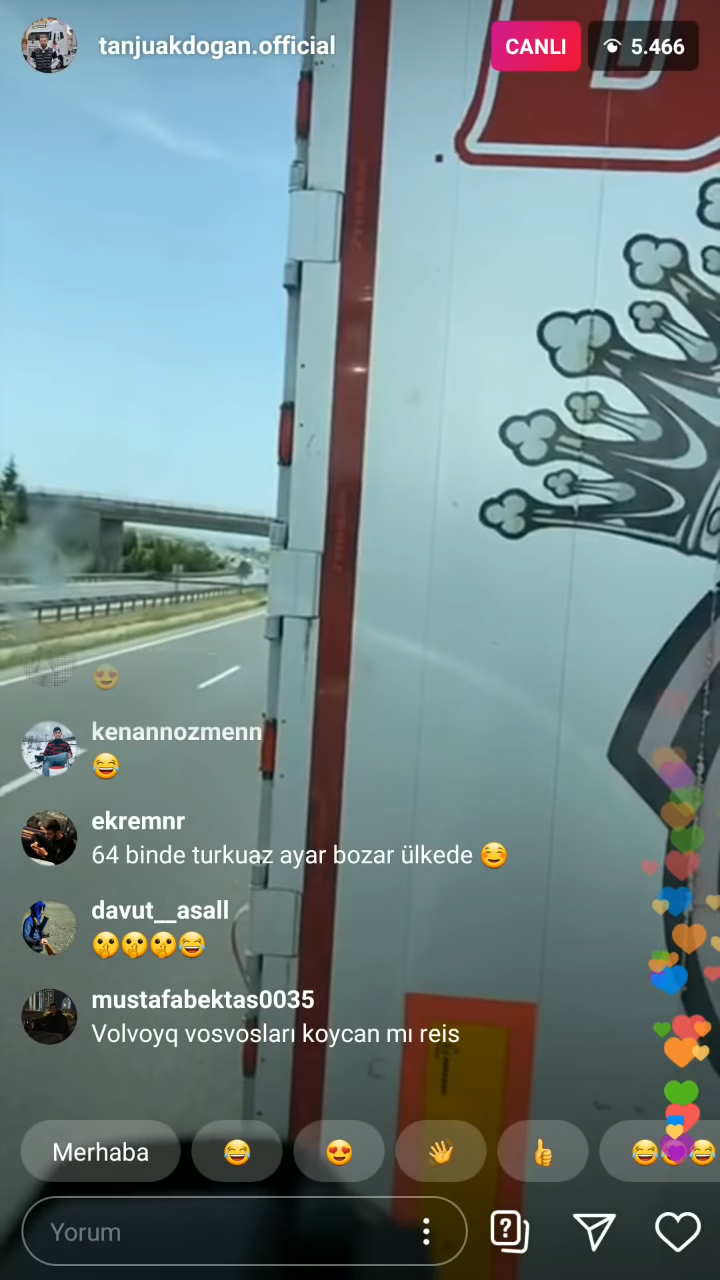 tanjuakdogan.official
CANLI
5.466
kenannozmenn
😂
ekremnr
64 binde turkuaz ayar bozar ülkede 😊
davut__asall
🤫🤫🤫😂
mustafabektas0035
Volvoyq vosvosları koycan mı reis
Merhaba
Yorum